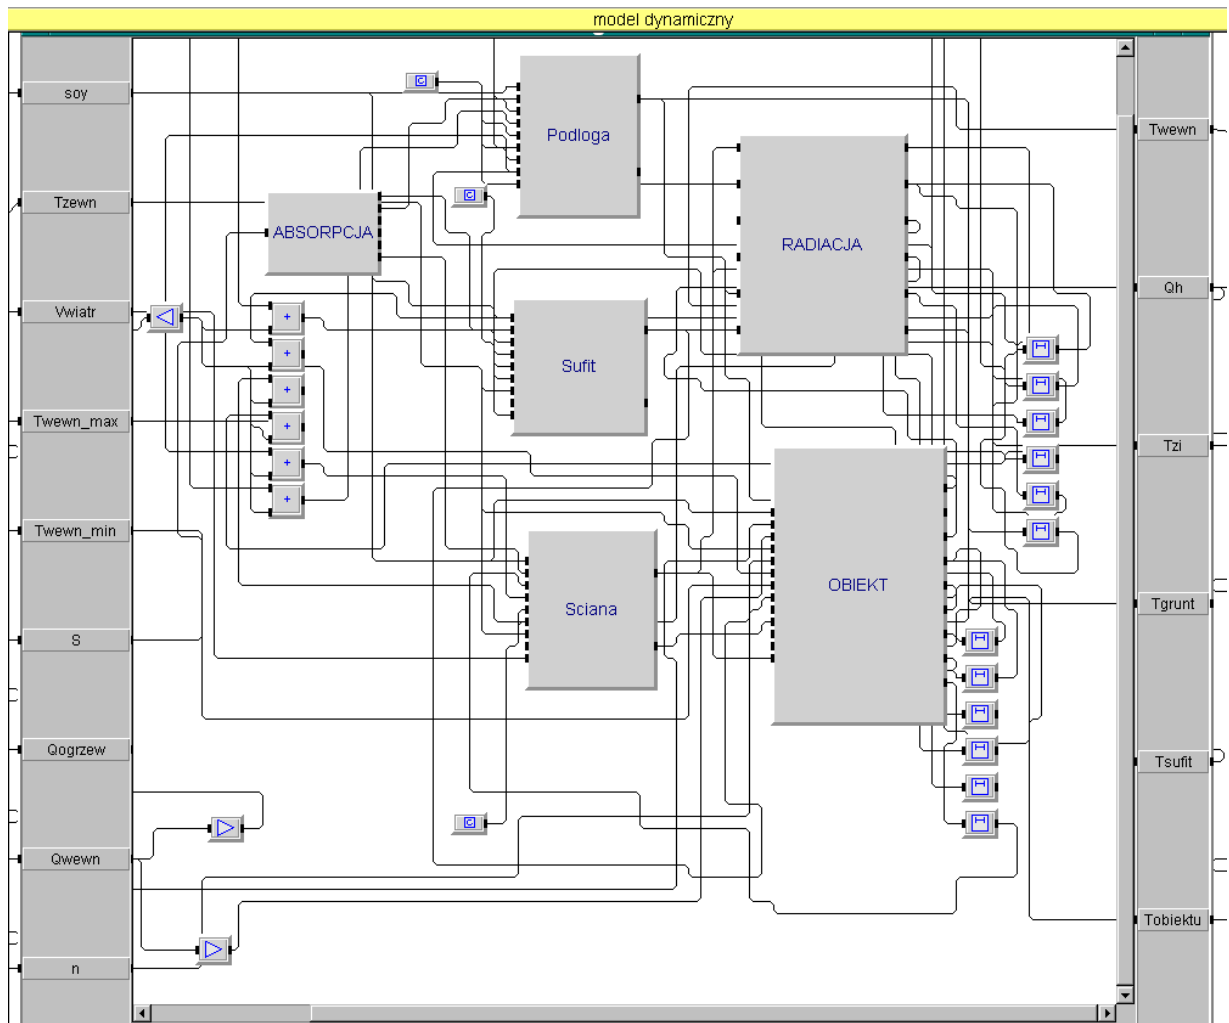 model dynamiczny
soy
Tzewn
Vwiatr
Twewn_max
Twewn_min
S
Qogrzew
Qwewn
n
C
Podloga
C
ABSORPCJA
RADIACJA
+
+
+
+
+
+
Sufit
Sciana
OBIEKT
C
Twewn
Qh
Tzi
Tgrunt
Tsufit
Tobiektu